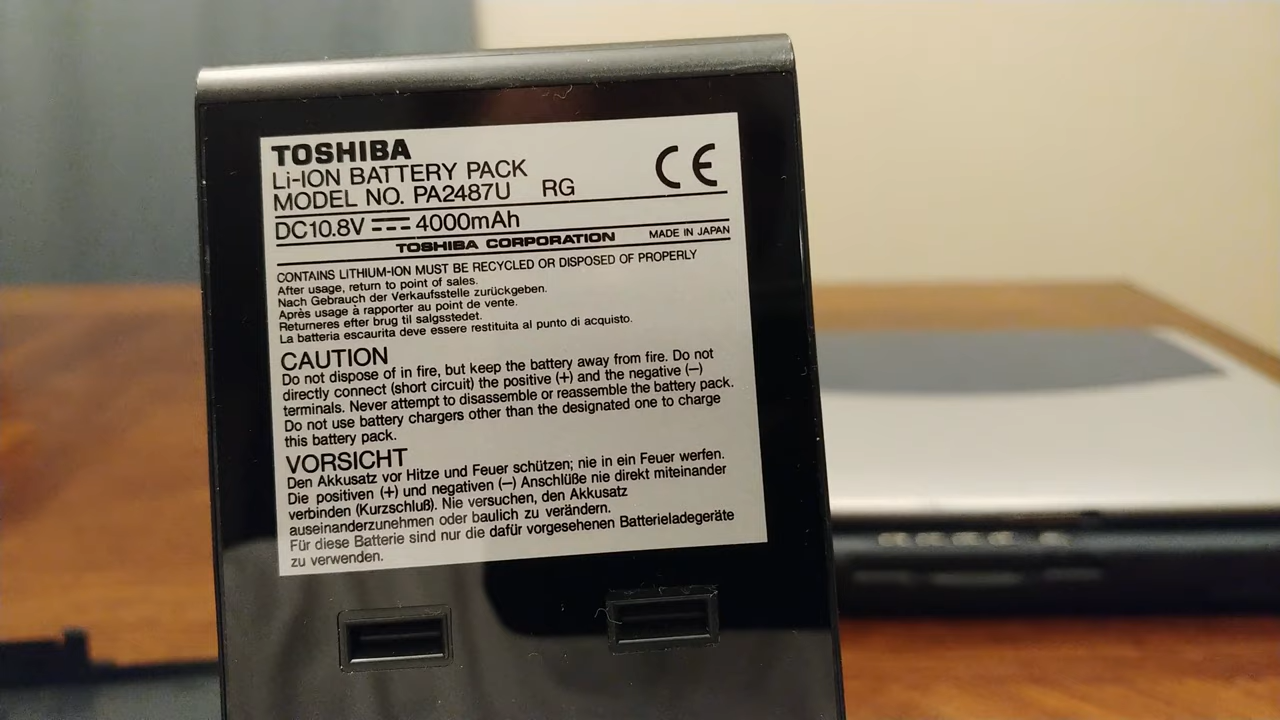 TOSHIBA
Li-ION BATTERY PACK
MODEL NO. PA2487U RG
CE
DC10.8V 4000mAh
TOSHIBA CORPORATION MADE IN JAPAN
CONTAINS LITHIUM-ION MUST BE RECYCLED OR DISPOSED OF PROPERLY
After usage, return to point of sales.
Nach Gebrauch der Verkaufsstelle zurückgeben.
Après usage à rapporter au point de vente.
Returneres efter brug til salgsstedet.
La batteria escaurita deve essere restituita al punto di acquisto.
CAUTION
Do not dispose of in fire, but keep the battery away from fire. Do not
directly connect (short circuit) the positive (+) and the negative (–)
terminals. Never attempt to disassemble or reassemble the battery pack.
Do not use battery chargers other than the designated one to charge
this battery pack.
VORSICHT
Den Akkusatz vor Hitze und Feuer schützen; nie in ein Feuer werfen.
Die positiven (+) und negativen (–) Anschlüße nie direkt miteinander
verbinden (Kurzschluß). Nie versuchen, den Akkusatz
auseinanderzunehmen oder baulich zu verändern.
Für diese Batterie sind nur die dafür vorgesehenen Batterieladegeräte
zu verwenden.